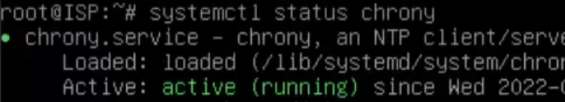 root@ISP:~# systemctl status chrony
● chrony.service - chrony, an NTP client/serve
Loaded: loaded (/lib/systemd/system/chron
Active: active (running) since Wed 2022-